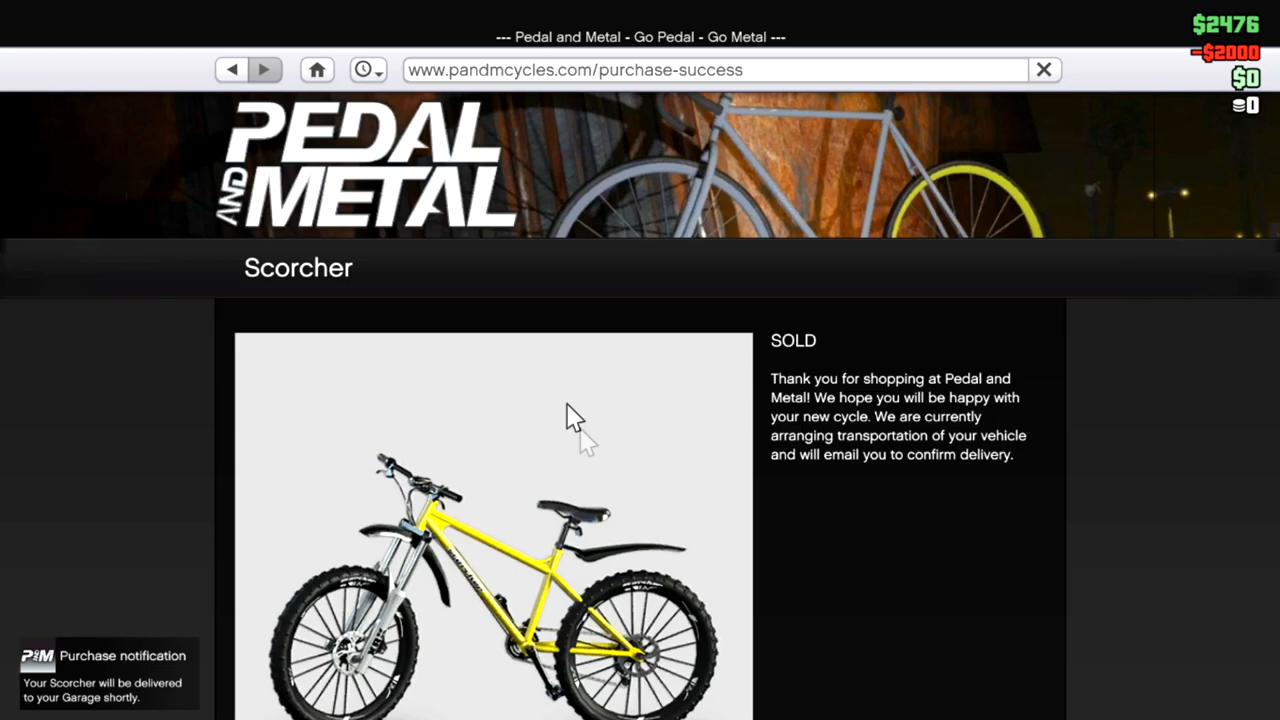 --- Pedal and Metal - Go Pedal - Go Metal ---
$2476
-$2000
$0
0
www.pandmcycles.com/purchase-success
PEDAL
AND METAL
Scorcher
SOLD
Thank you for shopping at Pedal and
Metal! We hope you will be happy with
your new cycle. We are currently
arranging transportation of your vehicle
and will email you to confirm delivery.
P&M Purchase notification
Your Scorcher will be delivered
to your Garage shortly.